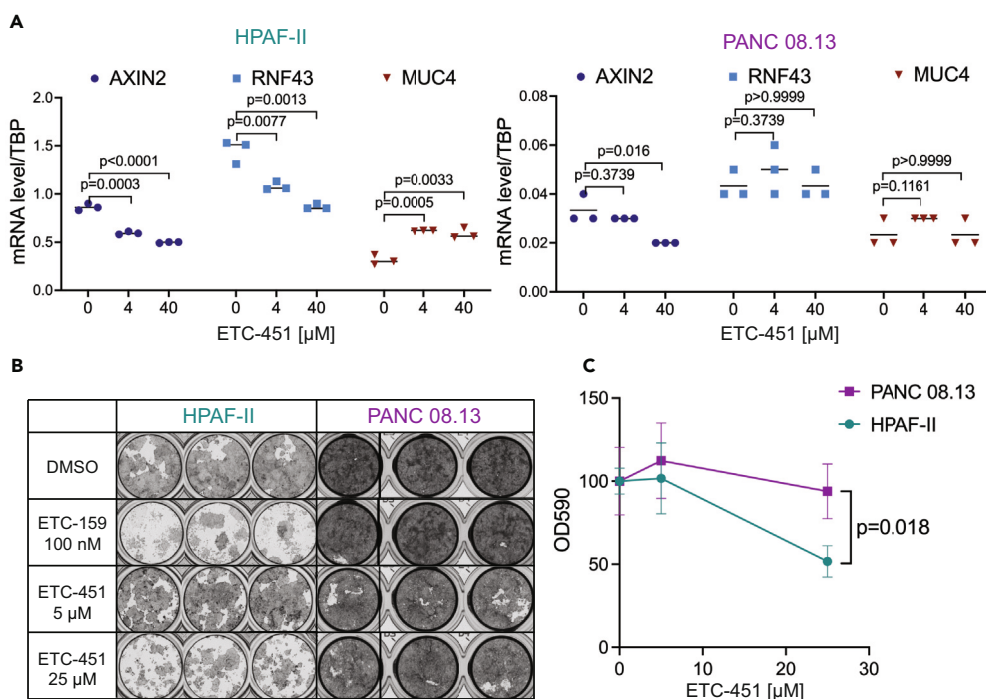 A
HPAF-II
AXIN2 RNF43 MUC4
mRNA level/TBP
2.0
1.5
1.0
0.5
0.0
p<0.0001
p=0.0003
p=0.0013
p=0.0077
p=0.0033
p=0.0005
0 4 40 0 4 40 0 4 40
ETC-451 [µM]
PANC 08.13
AXIN2 RNF43 MUC4
mRNA level/TBP
0.08
0.06
0.04
0.02
0.00
p=0.016
p=0.3739
p>0.9999
p=0.3739
p>0.9999
p=0.1161
0 4 40 0 4 40 0 4 40
ETC-451 [µM]
B
HPAF-II PANC 08.13
DMSO
ETC-159
100 nM
ETC-451
5 µM
ETC-451
25 µM
C
PANC 08.13
HPAF-II
OD590
150
100
50
0
p=0.018
0 10 20 30
ETC-451 [µM]